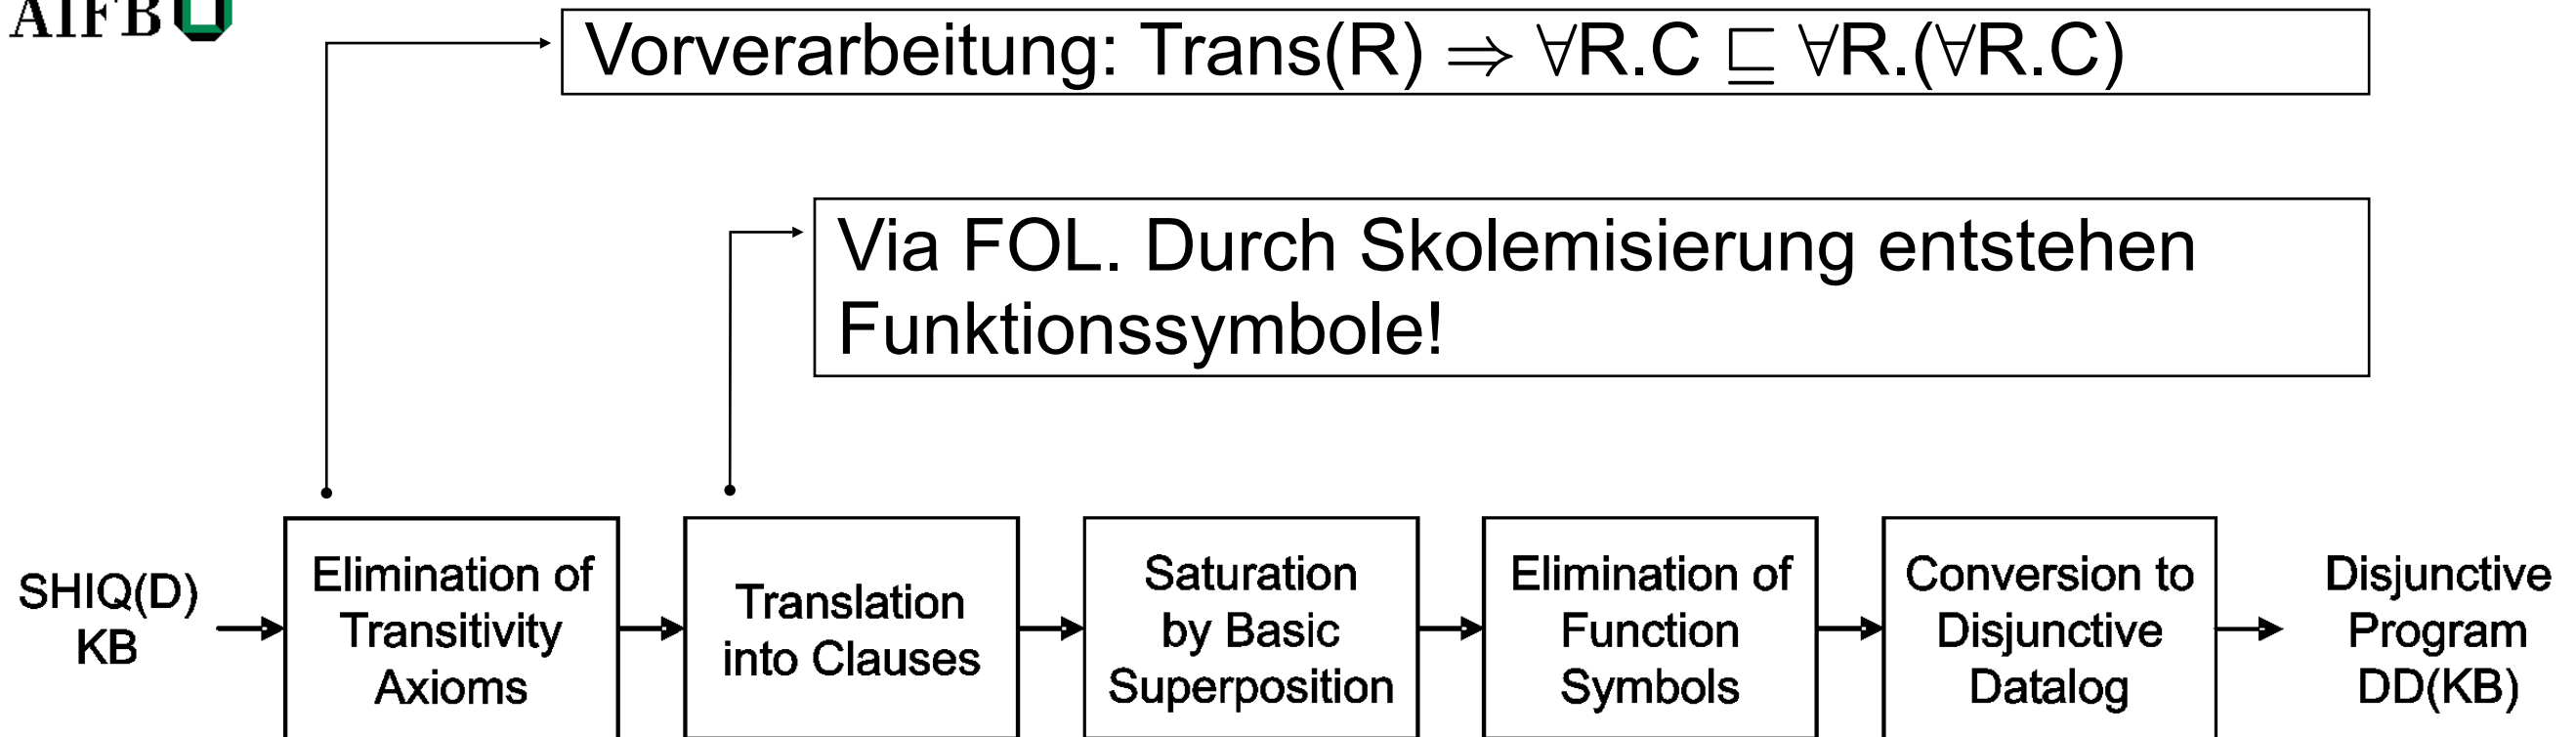 AIFB
Vorverarbeitung: Trans(R) ⇒ ∀R.C ⊑ ∀R.(∀R.C)
Via FOL. Durch Skolemisierung entstehen
Funktionssymbole!
SHIQ(D)
KB
Elimination of
Transitivity
Axioms
Translation
into Clauses
Saturation
by Basic
Superposition
Elimination of
Function
Symbols
Conversion to
Disjunctive
Datalog
Disjunctive
Program
DD(KB)